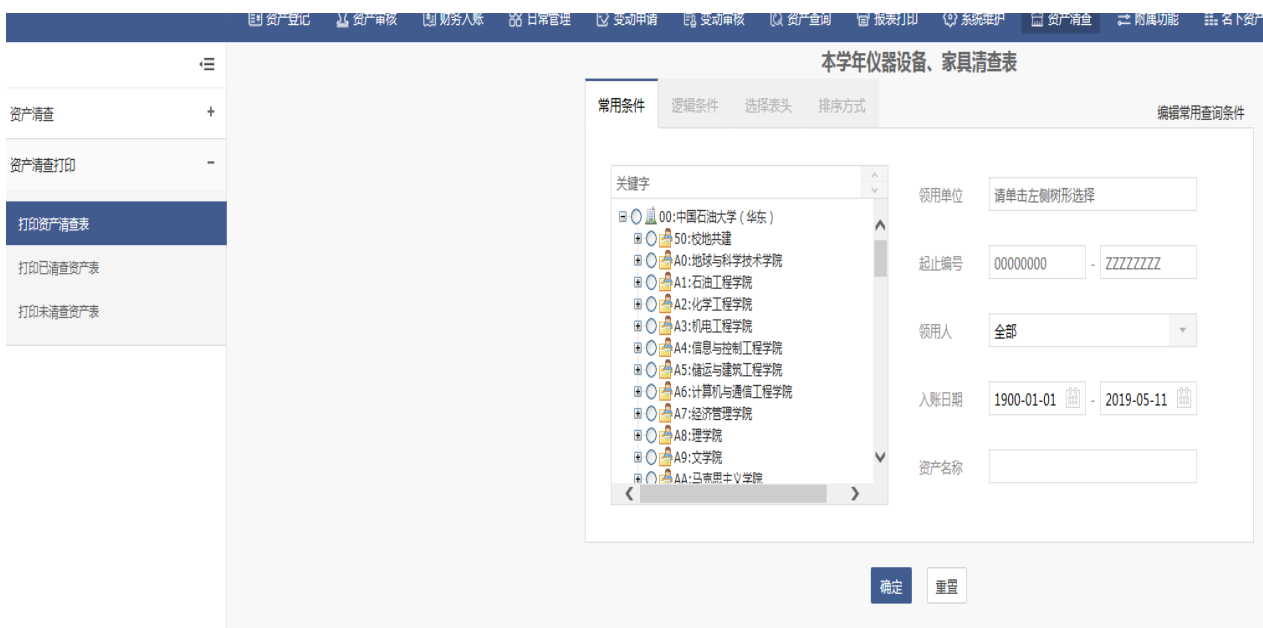 资产登记 资产审核 财务入账 日常管理 变动申请 变动审核 资产查询 报表打印 系统维护 资产清查 附属功能 名下资产
本学年仪器设备、家具清查表
资产清查 +
资产清查打印 -
打印资产清查表
打印已清查资产表
打印未清查资产表
常用条件 逻辑条件 选择表头 排序方式
编辑常用查询条件
关键字
00:中国石油大学(华东)
50:校地共建
A0:地球与科学技术学院
A1:石油工程学院
A2:化学工程学院
A3:机电工程学院
A4:信息与控制工程学院
A5:储运与建筑工程学院
A6:计算机与通信工程学院
A7:经济管理学院
A8:理学院
A9:文学院
AA:马克思主义学院
领用单位 请单击左侧树形选择
起止编号 00000000 - ZZZZZZZZ
领用人 全部
入账日期 1900-01-01 - 2019-05-11
资产名称
确定 重置